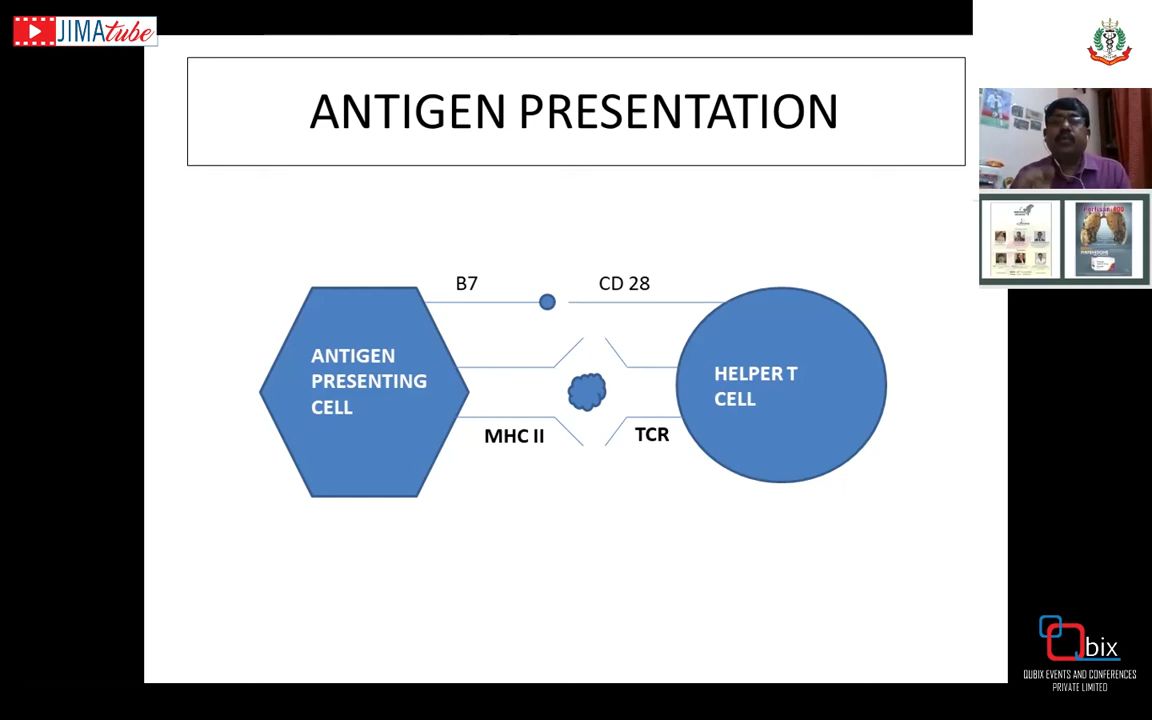 JIMAtube
ANTIGEN PRESENTATION
B7
CD 28
ANTIGEN
PRESENTING
CELL
HELPER T
CELL
MHC II
TCR
Qbix
QUBIX EVENTS AND CONFERENCES
PRIVATE LIMITED